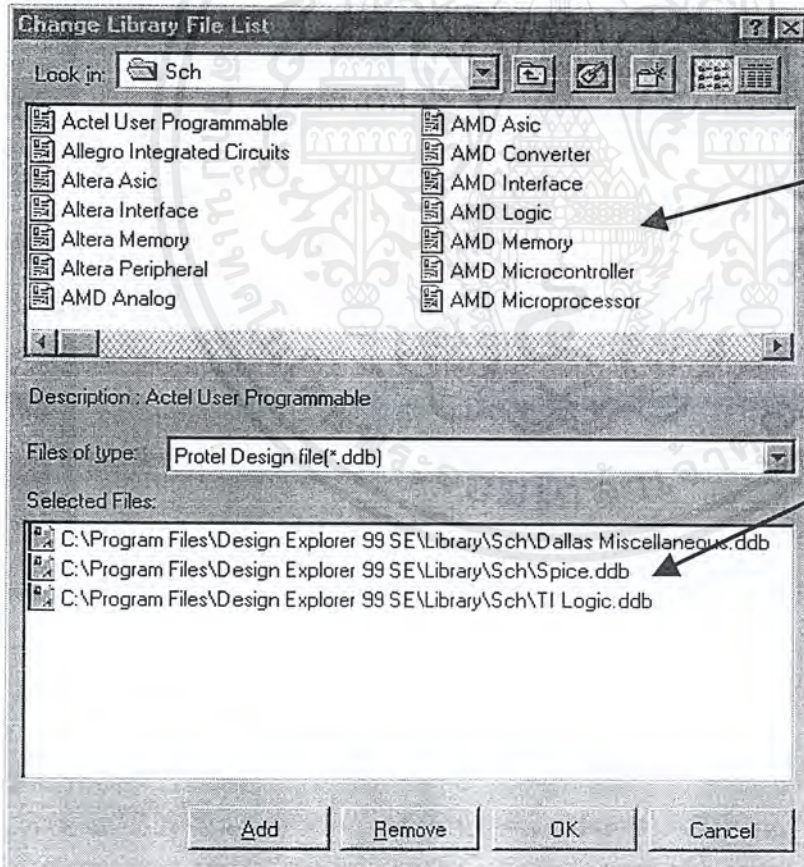 Change Library File List
Look in: Sch
Actel User Programmable
Allegro Integrated Circuits
Altera Asic
Altera Interface
Altera Memory
Altera Peripheral
AMD Analog
AMD Asic
AMD Converter
AMD Interface
AMD Logic
AMD Memory
AMD Microcontroller
AMD Microprocessor
Description : Actel User Programmable
Files of type: Protel Design file(*.ddb)
Selected Files:
C:\Program Files\Design Explorer 99 SE\Library\Sch\Dallas Miscellaneous.ddb
C:\Program Files\Design Explorer 99 SE\Library\Sch\Spice.ddb
C:\Program Files\Design Explorer 99 SE\Library\Sch\TI Logic.ddb
Add Remove OK Cancel